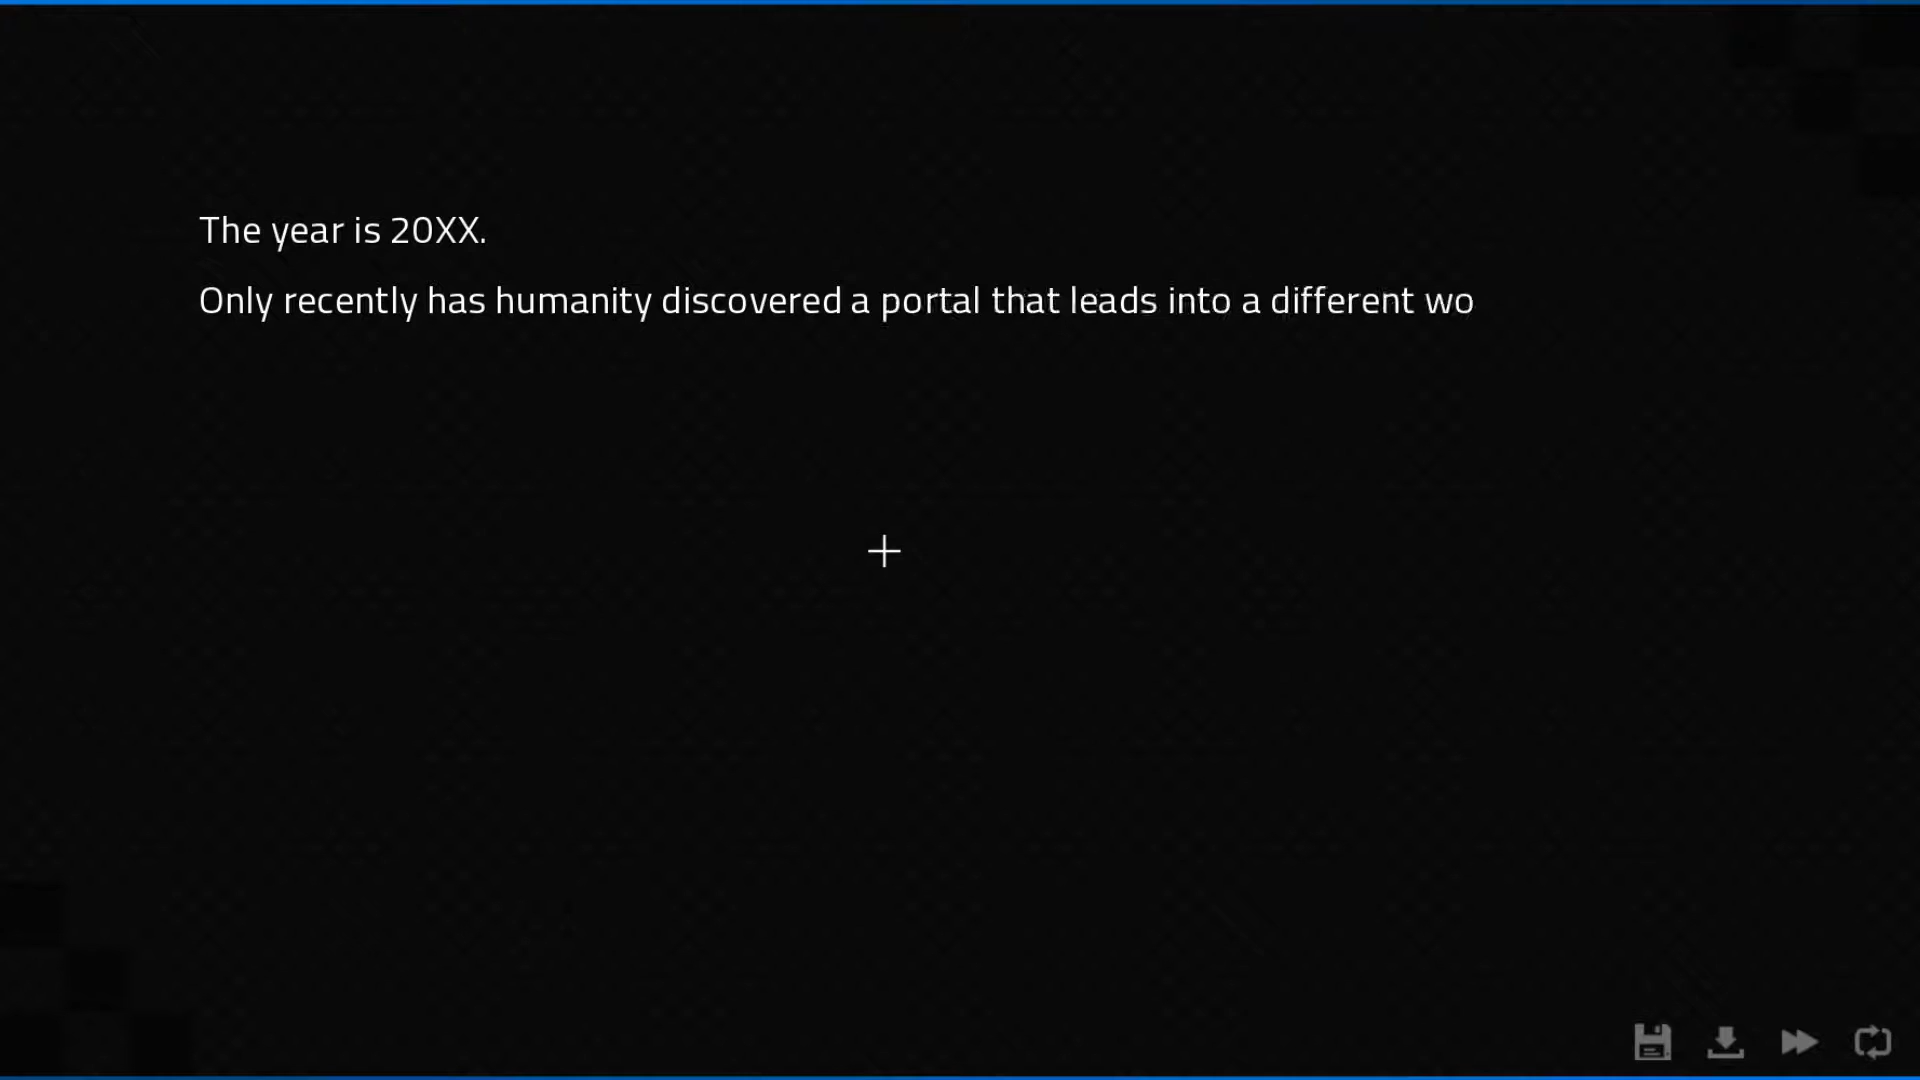 The year is 20XX.
Only recently has humanity discovered a portal that leads into a different wo